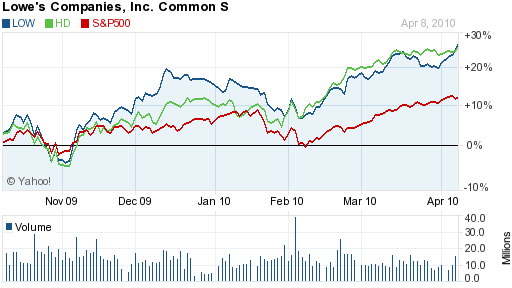 Lowe's Companies, Inc. Common S
LOW HD S&P500 Apr 8, 2010
+30%
+20%
+10%
0%
-10%
© Yahoo!
Nov 09 Dec 09 Jan 10 Feb 10 Mar 10 Apr 10
Volume
40.0
30.0
20.0
10.0
0.0
Millions